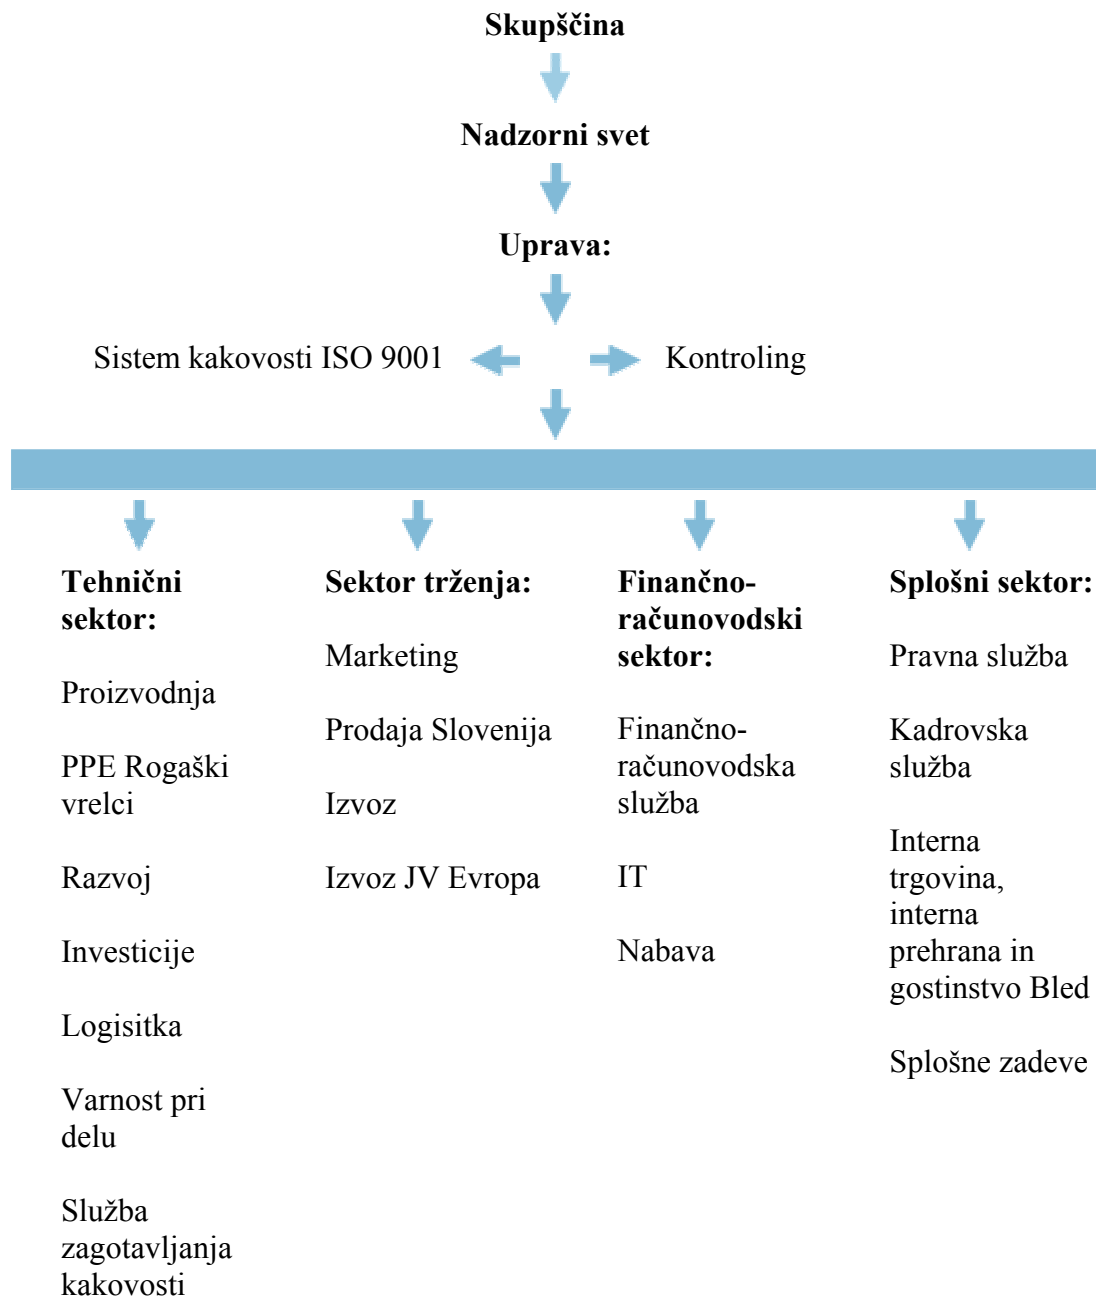 Skupščina
Nadzorni svet
Uprava:
Sistem kakovosti ISO 9001
Kontroling
Tehnični
sektor:
Proizvodnja
PPE Rogaški
vrelci
Razvoj
Investicije
Logisitka
Varnost pri
delu
Služba
zagotavljanja
kakovosti
Sektor trženja:
Marketing
Prodaja Slovenija
Izvoz
Izvoz JV Evropa
Finančno-
računovodski
sektor:
Finančno-
računovodska
služba
IT
Nabava
Splošni sektor:
Pravna služba
Kadrovska
služba
Interna
trgovina,
interna
prehrana in
gostinstvo Bled
Splošne zadeve